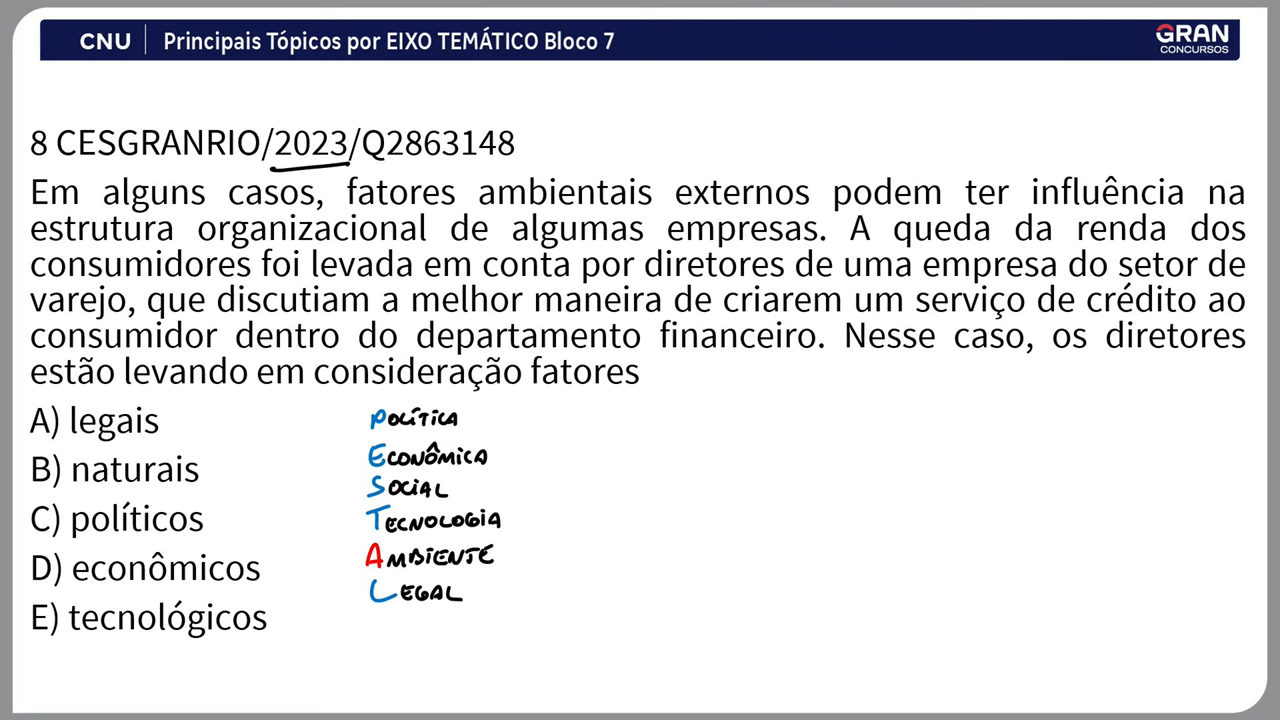 CNU | Principais Tópicos por EIXO TEMÁTICO Bloco 7
GRAN
CONCURSOS
8 CESGRANRIO/2023/Q2863148
Em alguns casos, fatores ambientais externos podem ter influência na
estrutura organizacional de algumas empresas. A queda da renda dos
consumidores foi levada em conta por diretores de uma empresa do setor de
varejo, que discutiam a melhor maneira de criarem um serviço de crédito ao
consumidor dentro do departamento financeiro. Nesse caso, os diretores
estão levando em consideração fatores
A) legais
B) naturais
C) políticos
D) econômicos
E) tecnológicos
POLÍTICA
ECONÔMICA
SOCIAL
TECNOLOGIA
AMBIENTE
LEGAL